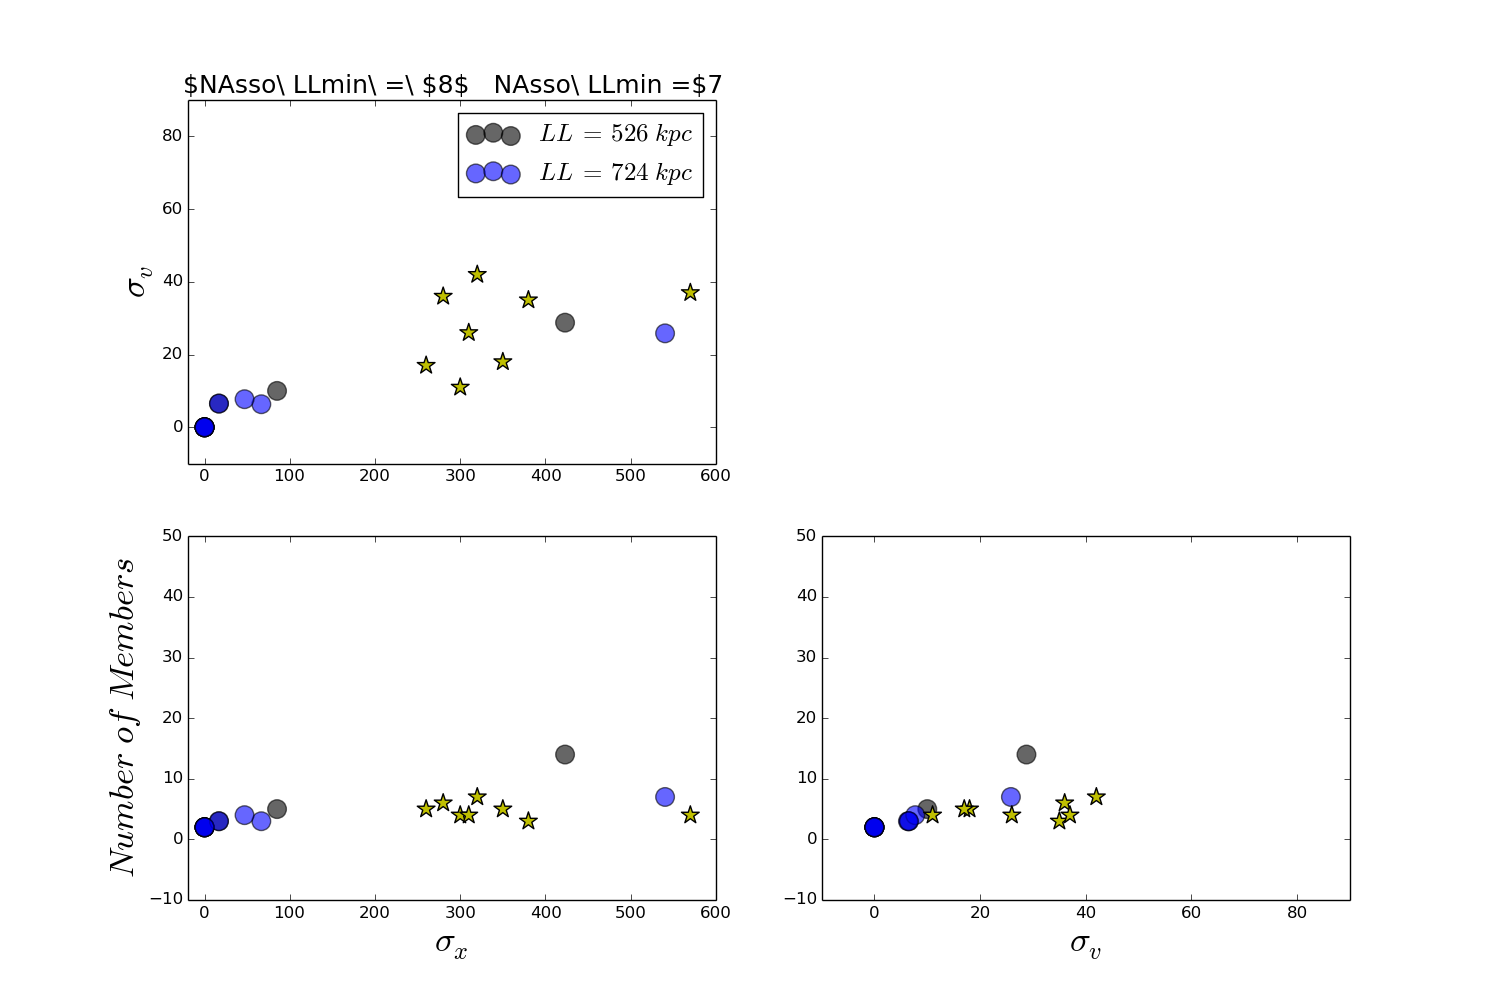 $NAsso\ LLmin\ =\ $8$   NAsso\ LLmin =$7
LL = 526 kpc
LL = 724 kpc
σ_v
80
60
40
20
0
0 100 200 300 400 500 600
Number of Members
50
40
30
20
10
0
−10
0 100 200 300 400 500 600
σ_x
50
40
30
20
10
0
−10
0 20 40 60 80
σ_v